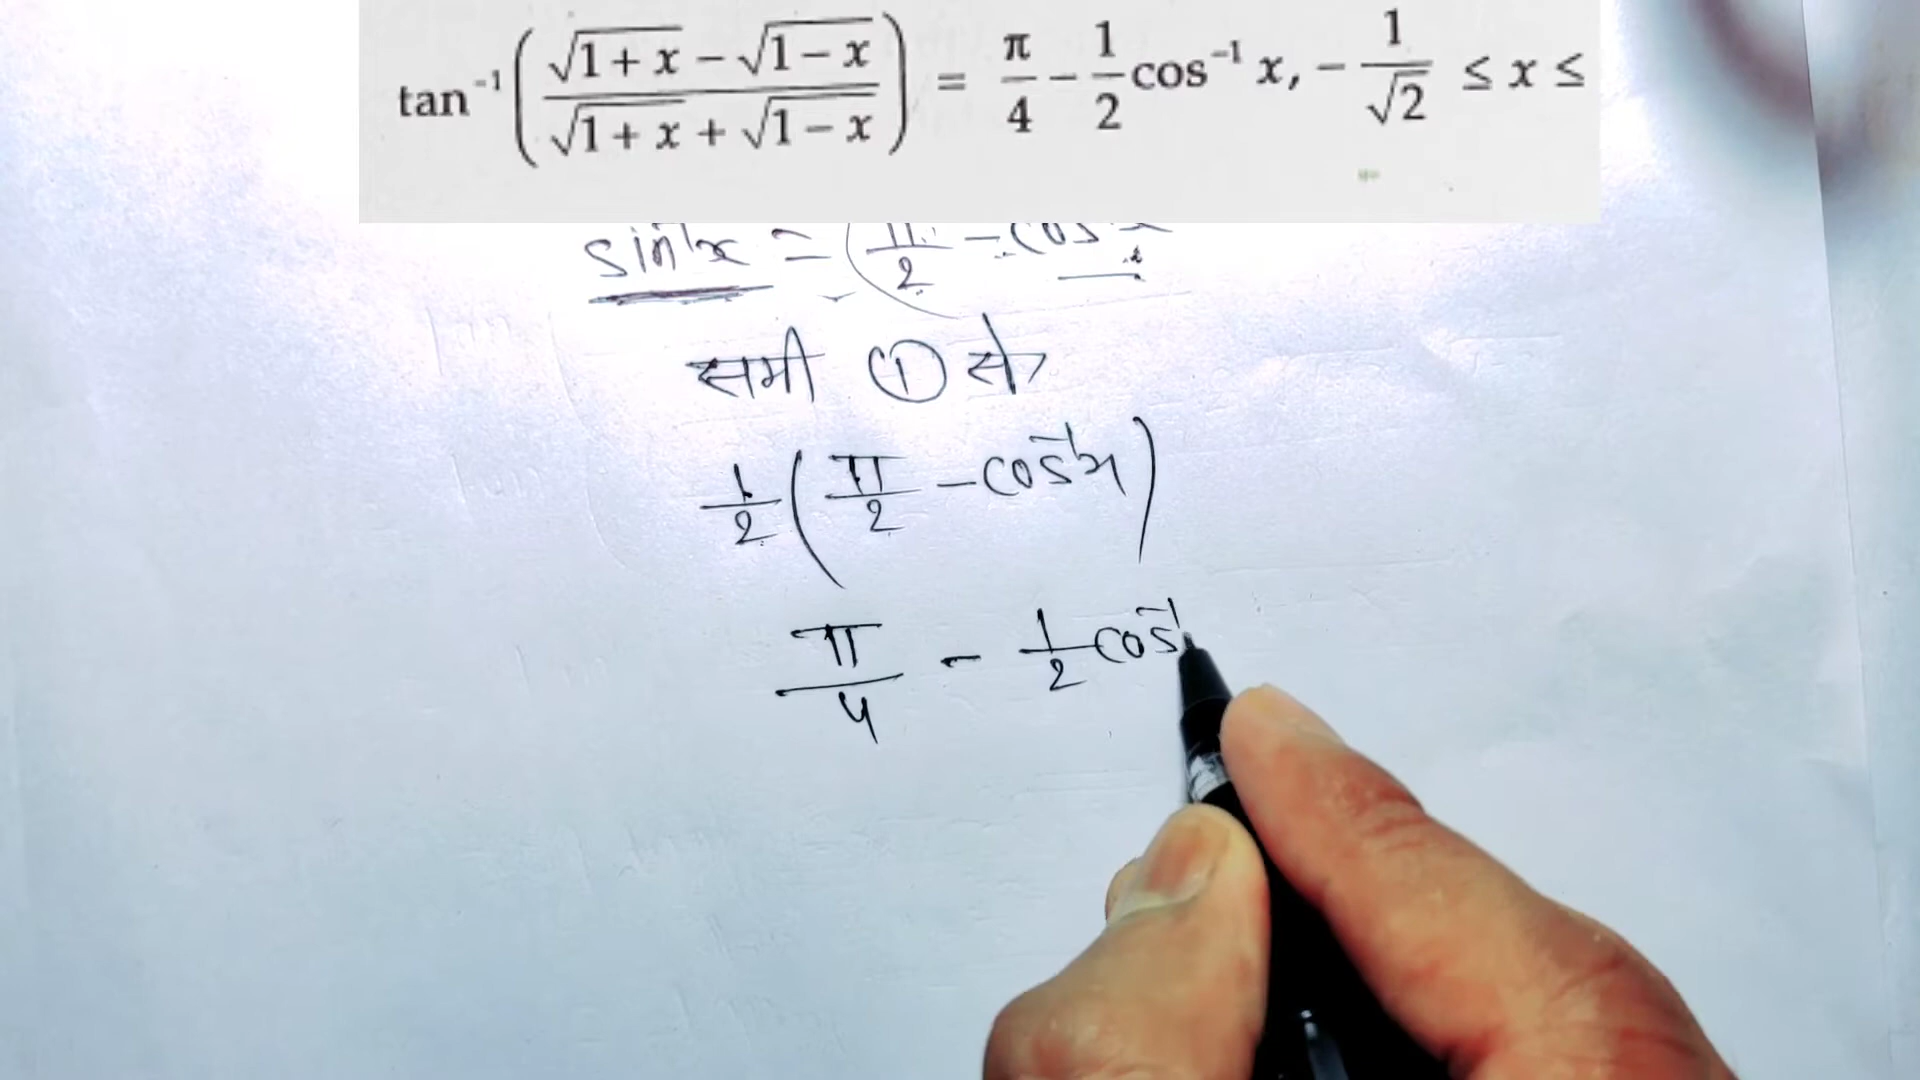 tan⁻¹ ( (√1+x − √1−x) / (√1+x + √1−x) ) = π/4 − 1/2 cos⁻¹ x, − 1/√2 ≤ x ≤
sin⁻¹x = (π/2 − cos⁻¹x
समी ① से
1/2 ( π/2 − cos⁻¹x )
π/4 − 1/2 cos⁻¹